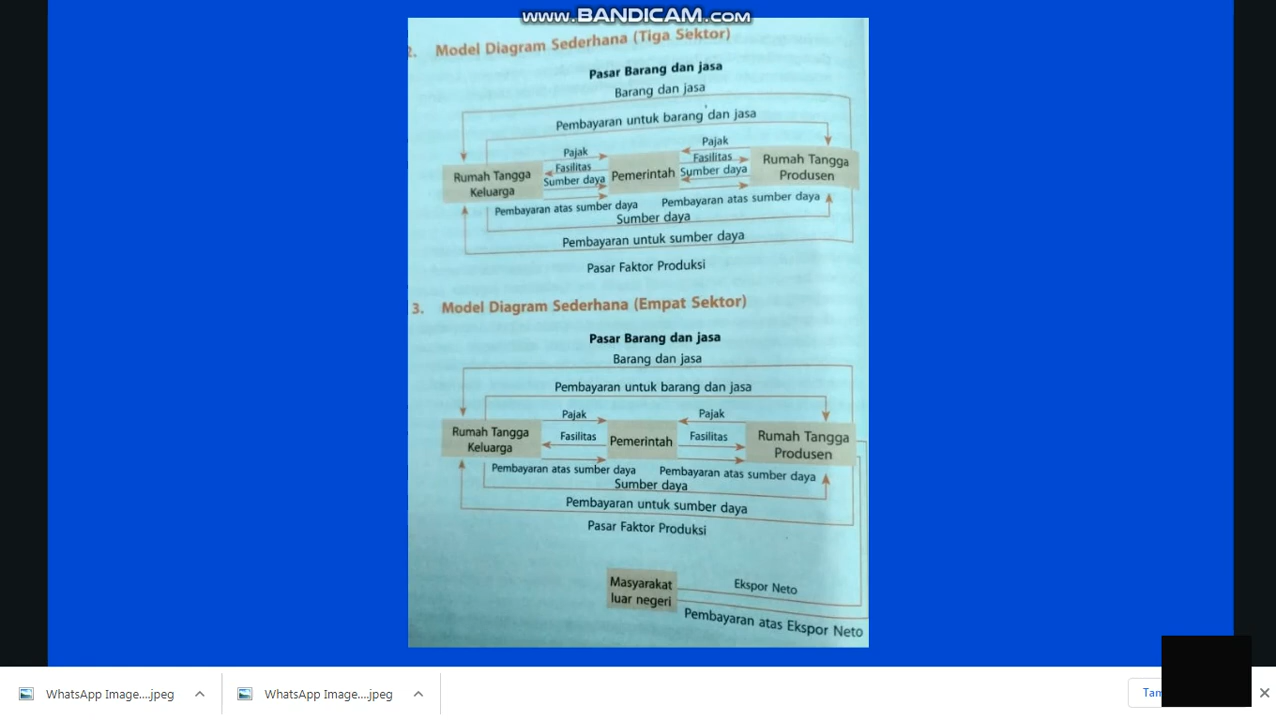 www.BANDICAM.com
2. Model Diagram Sederhana (Tiga Sektor)
Pasar Barang dan jasa
Barang dan jasa
Pembayaran untuk barang dan jasa
Pajak
Pajak
Fasilitas
Fasilitas
Sumber daya
Sumber daya
Rumah Tangga
Keluarga
Pemerintah
Rumah Tangga
Produsen
Pembayaran atas sumber daya
Pembayaran atas sumber daya
Sumber daya
Pembayaran untuk sumber daya
Pasar Faktor Produksi
3. Model Diagram Sederhana (Empat Sektor)
Pasar Barang dan jasa
Barang dan jasa
Pembayaran untuk barang dan jasa
Pajak
Pajak
Rumah Tangga
Keluarga
Fasilitas
Pemerintah
Fasilitas
Rumah Tangga
Produsen
Pembayaran atas sumber daya
Pembayaran atas sumber daya
Sumber daya
Pembayaran untuk sumber daya
Pasar Faktor Produksi
Masyarakat
luar negeri
Ekspor Neto
Pembayaran atas Ekspor Neto
WhatsApp Image....jpeg
WhatsApp Image....jpeg